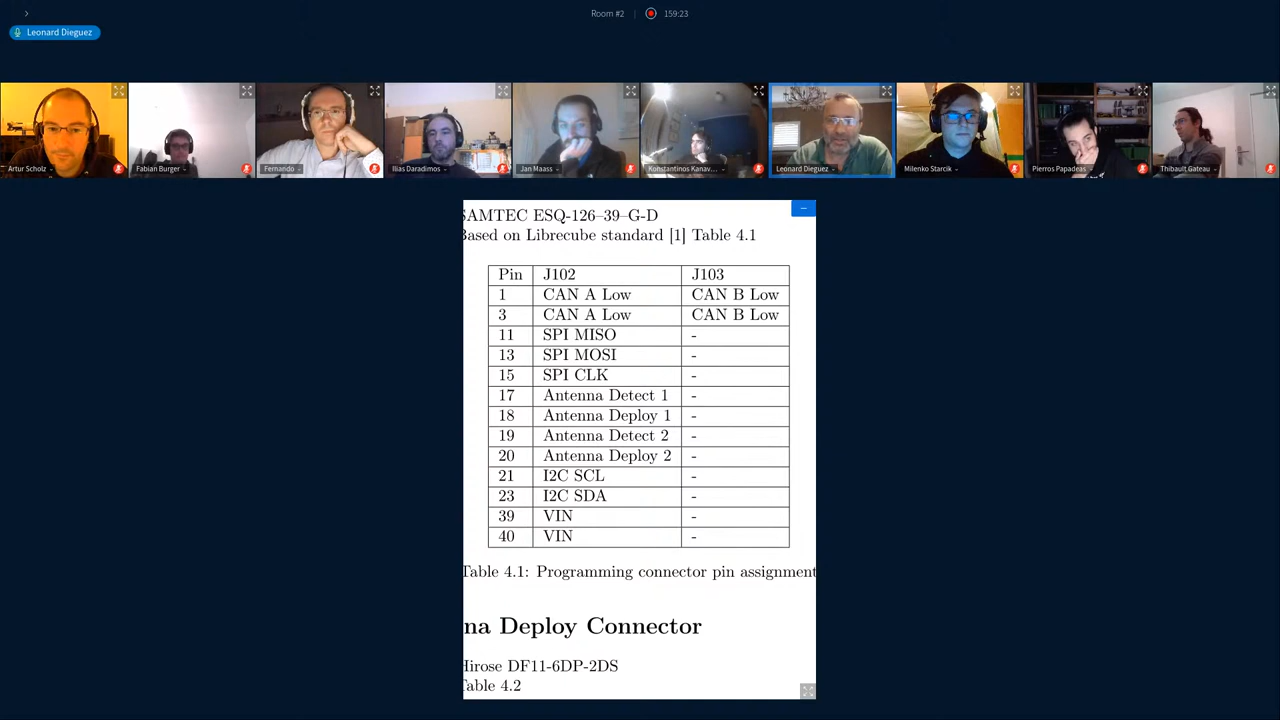 Room #2 159:23
Leonard Dieguez
Artur Scholz
Fabian Burger
Fernando
Ilias Daradimos
Jan Maass
Konstantinos Kanav...
Leonard Dieguez
Milenko Starcik
Pierros Papadeas
Thibault Gateau
SAMTEC ESQ-126–39–G-D
Based on Librecube standard [1] Table 4.1
Pin J102 J103
1 CAN A Low CAN B Low
3 CAN A Low CAN B Low
11 SPI MISO -
13 SPI MOSI -
15 SPI CLK -
17 Antenna Detect 1 -
18 Antenna Deploy 1 -
19 Antenna Detect 2 -
20 Antenna Deploy 2 -
21 I2C SCL -
23 I2C SDA -
39 VIN -
40 VIN -
Table 4.1: Programming connector pin assignment
na Deploy Connector
Hirose DF11-6DP-2DS
Table 4.2